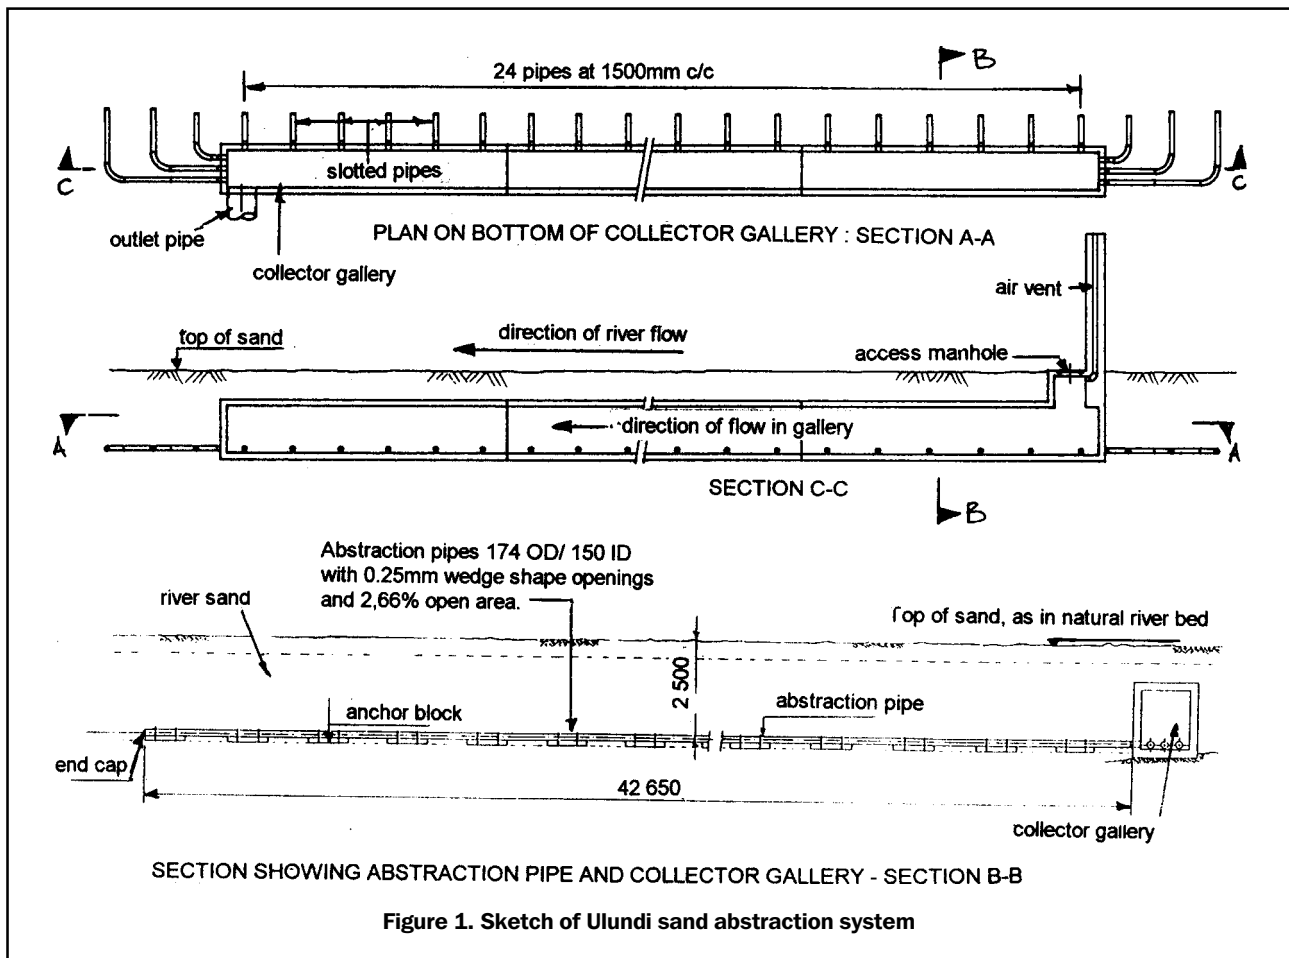 B
24 pipes at 1500mm c/c
slotted pipes
C
C
outlet pipe
PLAN ON BOTTOM OF COLLECTOR GALLERY : SECTION A-A
collector gallery
air vent
top of sand
direction of river flow
access manhole
A
direction of flow in gallery
A
SECTION C-C
B
Abstraction pipes 174 OD/ 150 ID
with 0.25mm wedge shape openings
and 2,66% open area.
river sand
Top of sand, as in natural river bed
2 500
anchor block
abstraction pipe
end cap
42 650
collector gallery
SECTION SHOWING ABSTRACTION PIPE AND COLLECTOR GALLERY - SECTION B-B
Figure 1. Sketch of Ulundi sand abstraction system